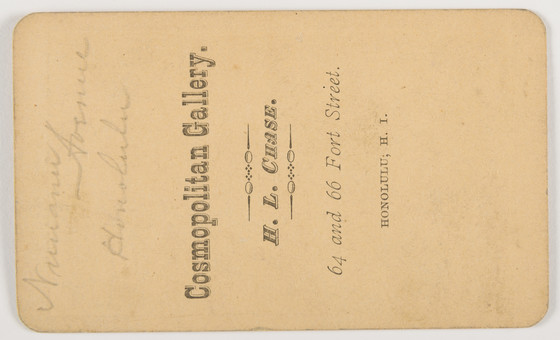 Nuuanu Avenue
Honolulu
Cosmopolitan Gallery.
H. L. CHASE.
64 and 66 Fort Street.
HONOLULU, H. I.